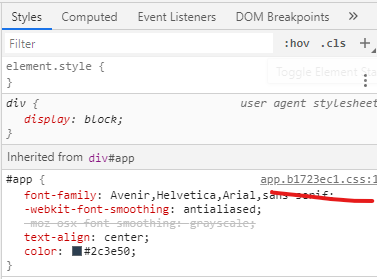 Styles Computed Event Listeners DOM Breakpoints »
Filter :hov .cls +
element.style {
Toggle Element Sta
}
div { user agent stylesheet
display: block;
}
Inherited from div#app
#app { app.b1723ec1.css:1
font-family: Avenir,Helvetica,Arial,sans-serif;
-webkit-font-smoothing: antialiased;
-moz-osx-font-smoothing: grayscale;
text-align: center;
color: #2c3e50;
}